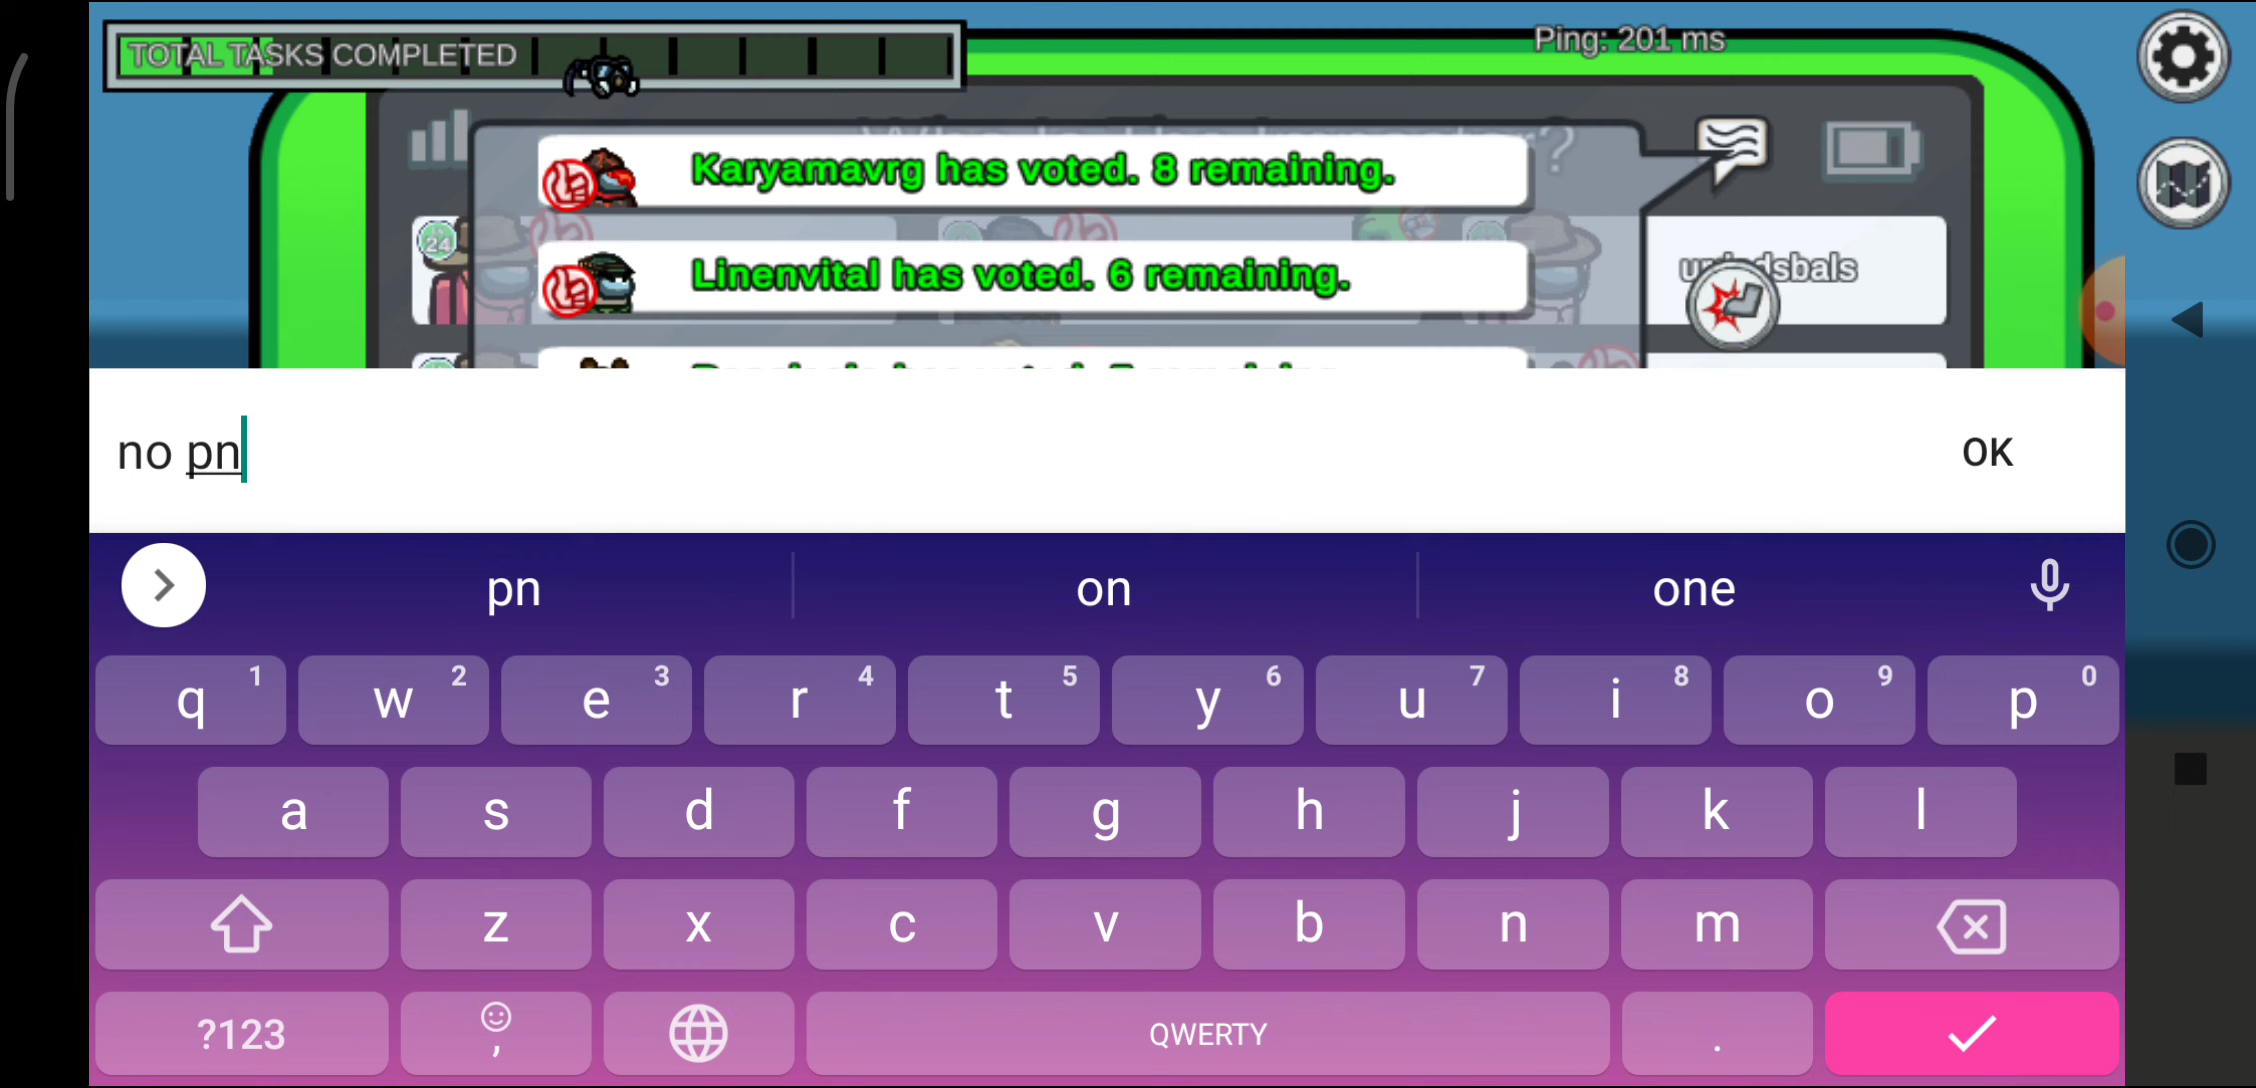 TOTAL TASKS COMPLETED
Ping: 201 ms
Karyamavrg has voted. 8 remaining.
24
Linenvital has voted. 6 remaining.
no pn
OK
pn
on
one
q 1
w 2
e 3
r 4
t 5
y 6
u 7
i 8
o 9
p 0
a
s
d
f
g
h
j
k
l
z
x
c
v
b
n
m
?123
,
QWERTY
.